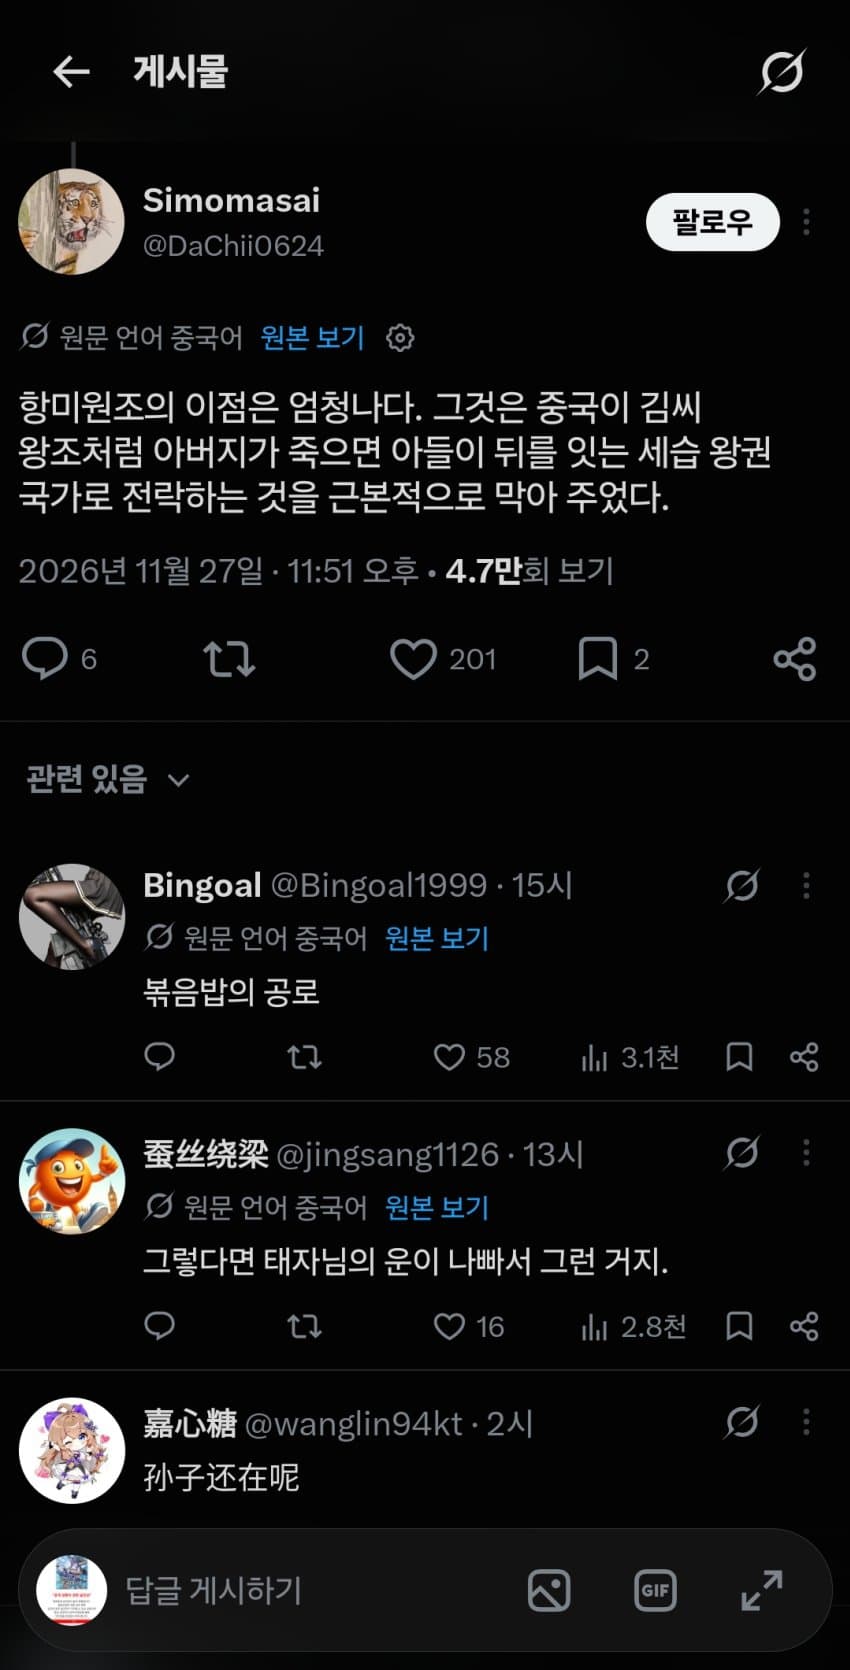 게시물
Simomasai
@DaChii0624
팔로우
원문 언어 중국어 원본 보기
항미원조의 이점은 엄청나다. 그것은 중국이 김씨
왕조처럼 아버지가 죽으면 아들이 뒤를 잇는 세습 왕권
국가로 전락하는 것을 근본적으로 막아 주었다.
2026년 11월 27일 · 11:51 오후 · 4.7만회 보기
6 201 2
관련 있음
Bingoal @Bingoal1999 · 15시
원문 언어 중국어 원본 보기
볶음밥의 공로
58 3.1천
蚕丝绕梁 @jingsang1126 · 13시
원문 언어 중국어 원본 보기
그렇다면 태자님의 운이 나빠서 그런 거지.
16 2.8천
嘉心糖 @wanglin94kt · 2시
孙子还在呢
답글 게시하기
GIF